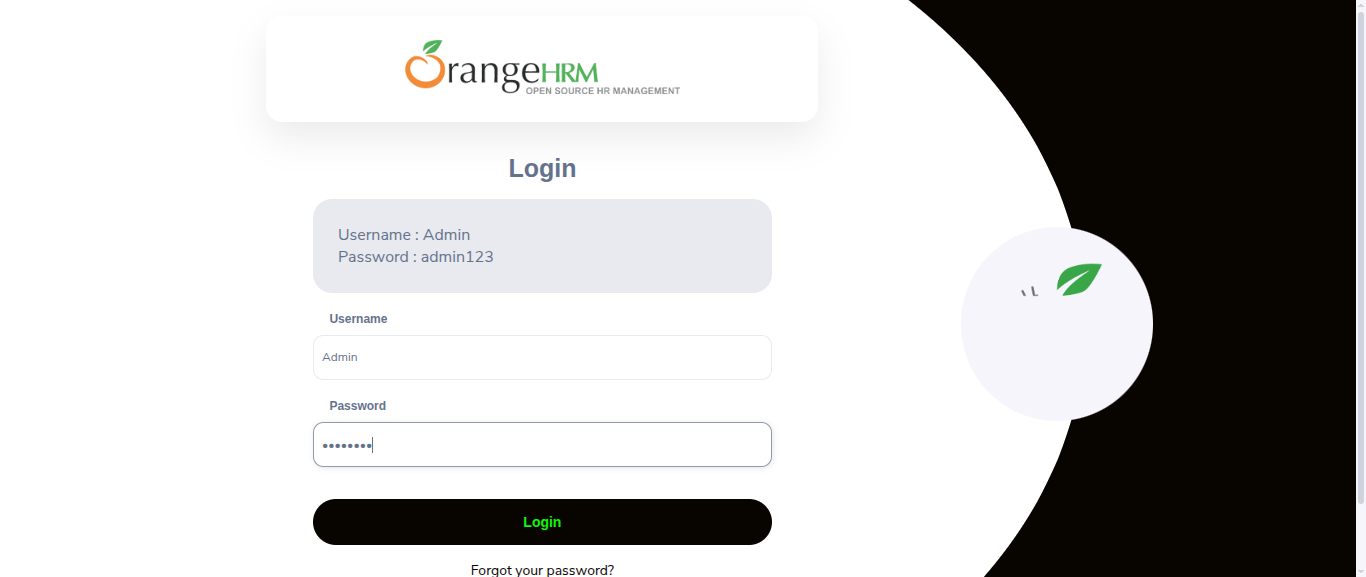 OrangeHRM
OPEN SOURCE HR MANAGEMENT
Login
Username : Admin
Password : admin123
Username
Admin
Password
••••••••
Login
Forgot your password?